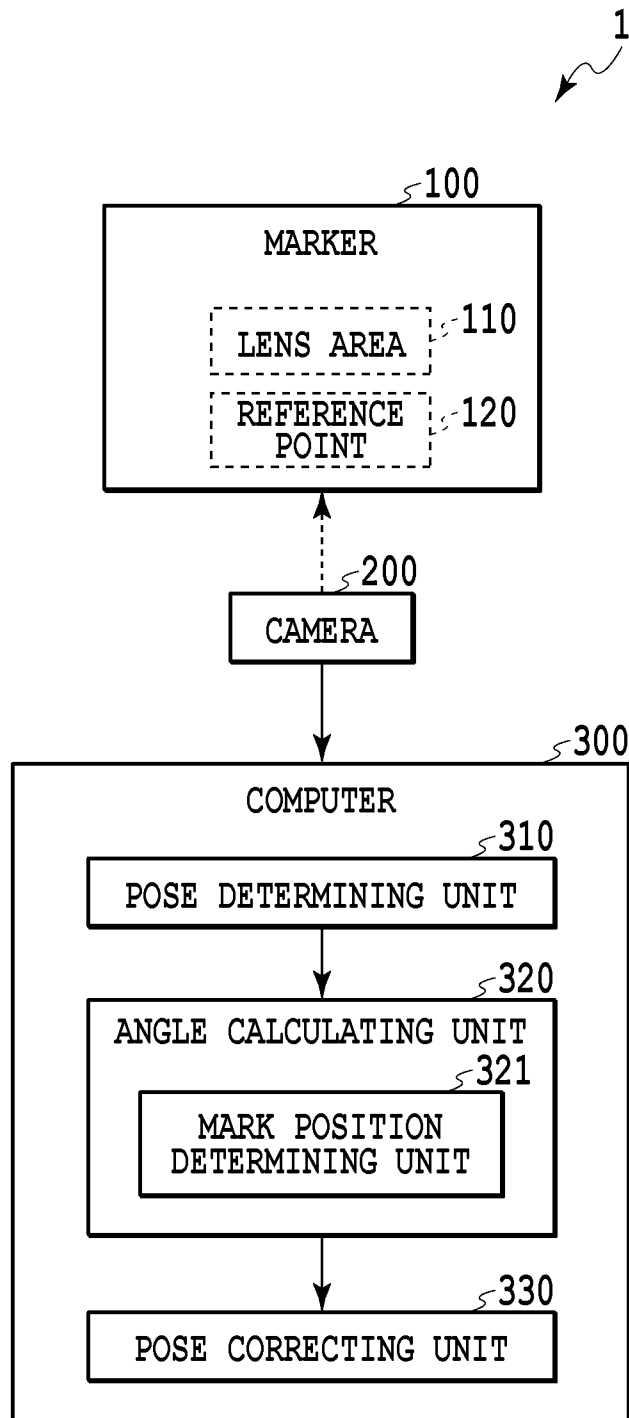 1
100
MARKER
LENS AREA
110
REFERENCE
POINT
120
200
CAMERA
300
COMPUTER
310
POSE DETERMINING UNIT
320
ANGLE CALCULATING UNIT
321
MARK POSITION
DETERMINING UNIT
330
POSE CORRECTING UNIT